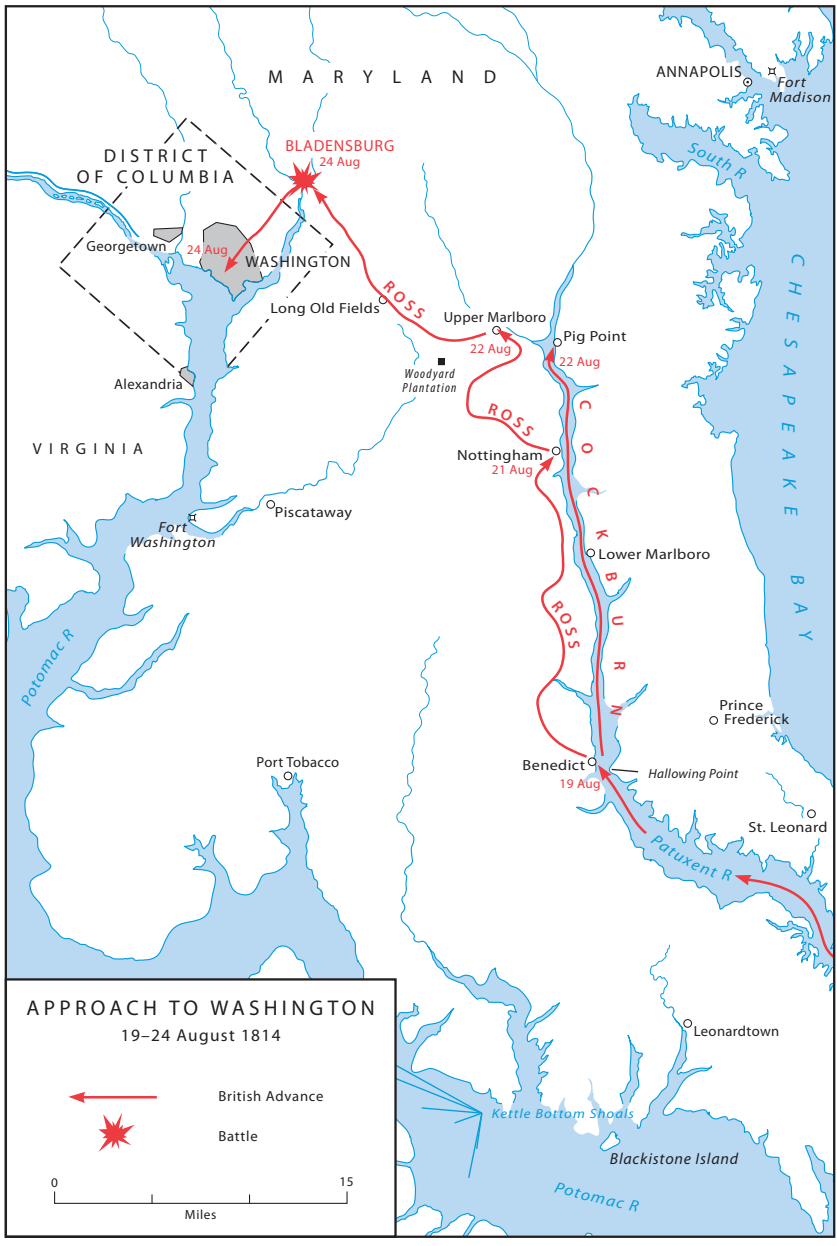 MARYLAND
ANNAPOLIS
Fort
Madison
BLADENSBURG
24 Aug
DISTRICT
OF COLUMBIA
South R
Georgetown
24 Aug
WASHINGTON
CHESAPEAKE BAY
ROSS
Long Old Fields
Upper Marlboro
22 Aug
Pig Point
22 Aug
Woodyard
Plantation
Alexandria
COCKBURN
ROSS
VIRGINIA
Nottingham
21 Aug
Piscataway
Fort
Washington
Lower Marlboro
ROSS
Potomac R
Prince
Frederick
Port Tobacco
Benedict
19 Aug
Hallowing Point
St. Leonard
Patuxent R
Leonardtown
Kettle Bottom Shoals
Blackistone Island
Potomac R
APPROACH TO WASHINGTON
19–24 August 1814
British Advance
Battle
0 15
Miles